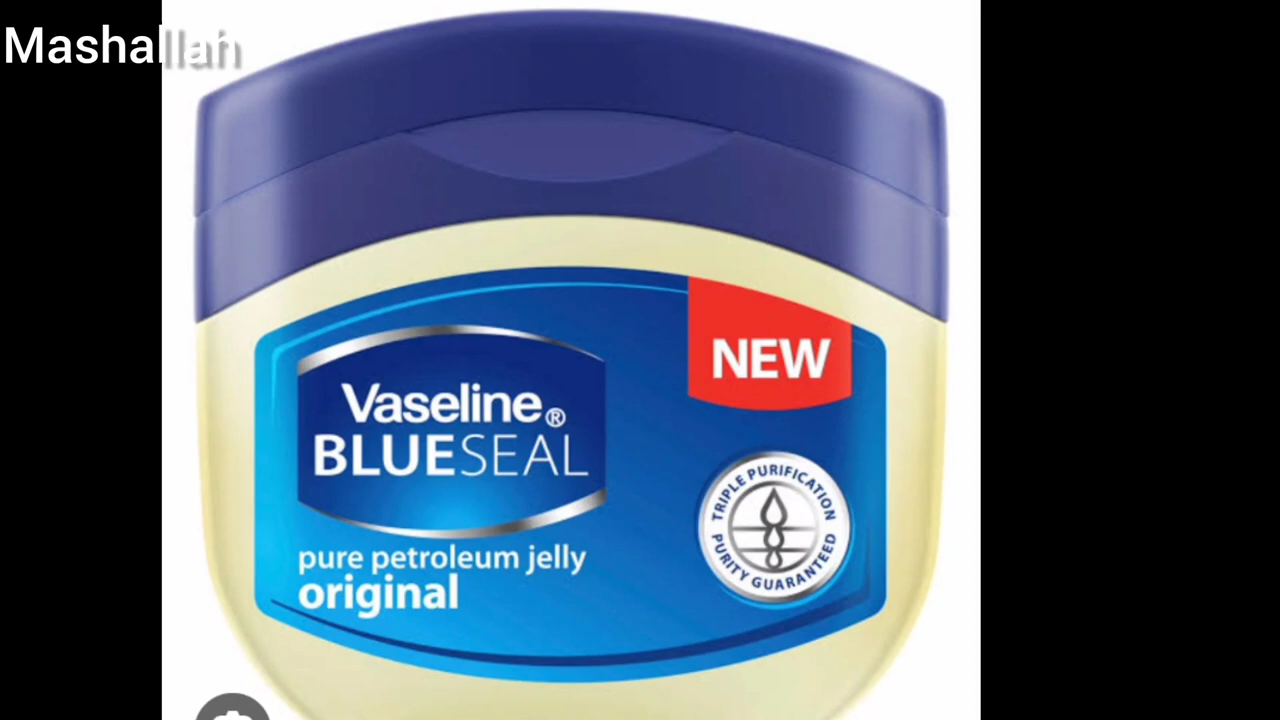 Mashallah
NEW
Vaseline®
BLUESEAL
pure petroleum jelly
original
TRIPLE PURIFICATION
PURITY GUARANTEED